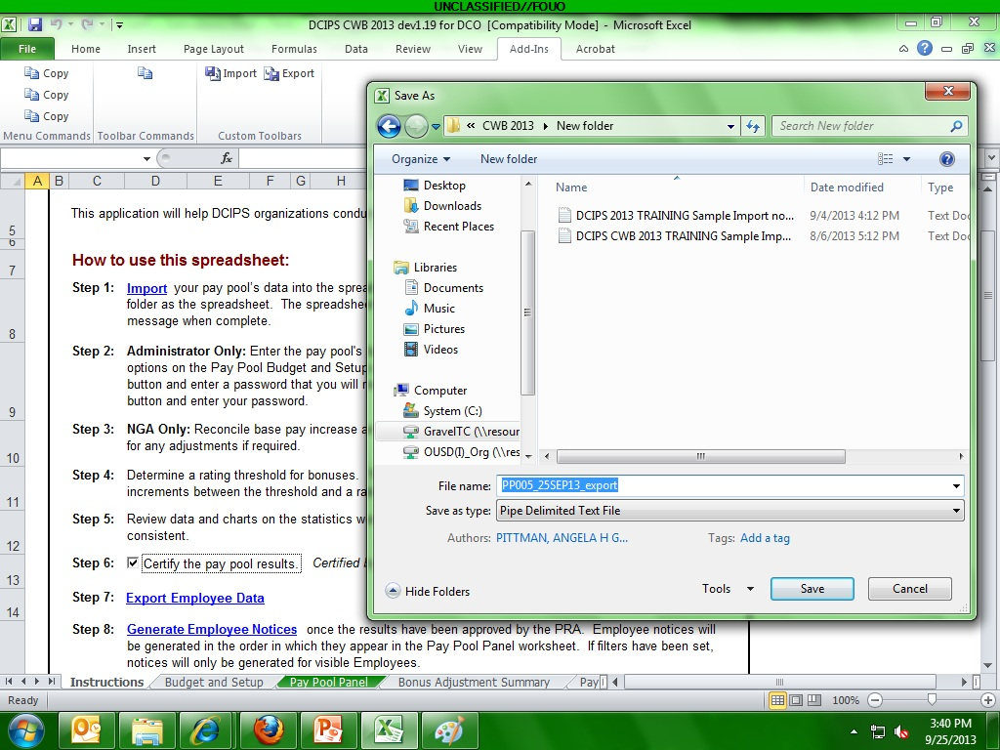 UNCLASSIFIED//FOUO
DCIPS CWB 2013 dev1.19 for DCO [Compatibility Mode] - Microsoft Excel
File Home Insert Page Layout Formulas Data Review View Add-Ins Acrobat
Copy
Copy
Copy
Import Export
Menu Commands Toolbar Commands Custom Toolbars
fx
A B C D E F G H
5
6
7
8
9
10
11
12
13
14
This application will help DCIPS organizations condu
How to use this spreadsheet:
Step 1: Import your pay pool's data into the sprea
folder as the spreadsheet. The spreadshee
message when complete.
Step 2: Administrator Only: Enter the pay pool's
options on the Pay Pool Budget and Setup
button and enter a password that you will r
button and enter your password.
Step 3: NGA Only: Reconcile base pay increase a
for any adjustments if required.
Step 4: Determine a rating threshold for bonuses.
increments between the threshold and a ra
Step 5: Review data and charts on the statistics w
consistent.
Step 6: Certify the pay pool results. Certified b
Step 7: Export Employee Data
Step 8: Generate Employee Notices once the results have been approved by the PRA. Employee notices will
be generated in the order in which they appear in the Pay Pool Panel worksheet. If filters have been set,
notices will only be generated for visible Employees.
Save As
« CWB 2013 New folder
Search New folder
Organize New folder
Desktop
Downloads
Recent Places
Libraries
Documents
Music
Pictures
Videos
Computer
System (C:)
GravelTC (\\resour
OUSD(I)_Org (\\res
Name Date modified Type
DCIPS 2013 TRAINING Sample Import no... 9/4/2013 4:12 PM Text Doc
DCIPS CWB 2013 TRAINING Sample Imp... 8/6/2013 5:12 PM Text Doc
File name: PP005_25SEP13_export
Save as type: Pipe Delimited Text File
Authors: PITTMAN, ANGELA H G... Tags: Add a tag
Hide Folders Tools Save Cancel
Instructions Budget and Setup Pay Pool Panel Bonus Adjustment Summary Pay
Ready 100%
3:40 PM
9/25/2013